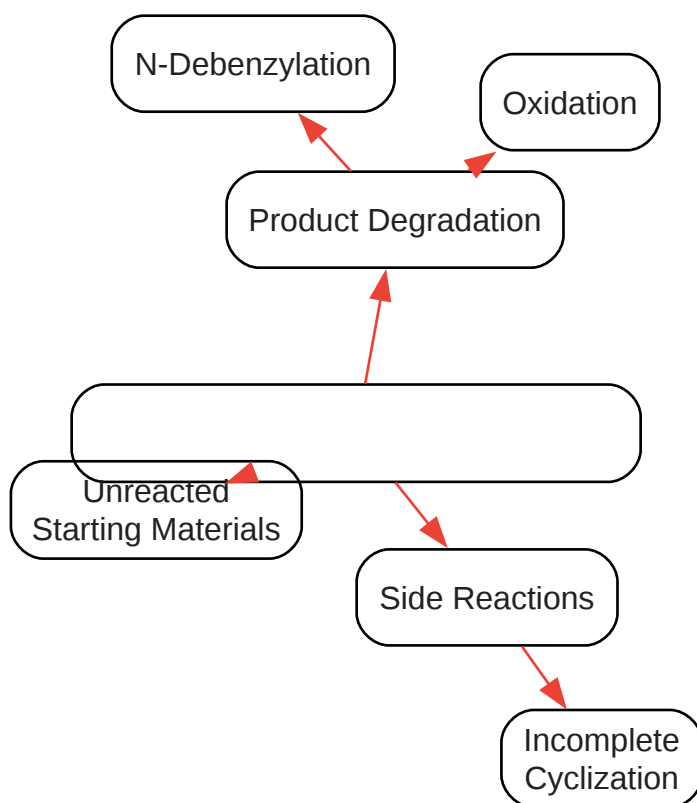 N-Debenzylation
Oxidation
Product Degradation
Unreacted
Starting Materials
Side Reactions
Incomplete
Cyclization